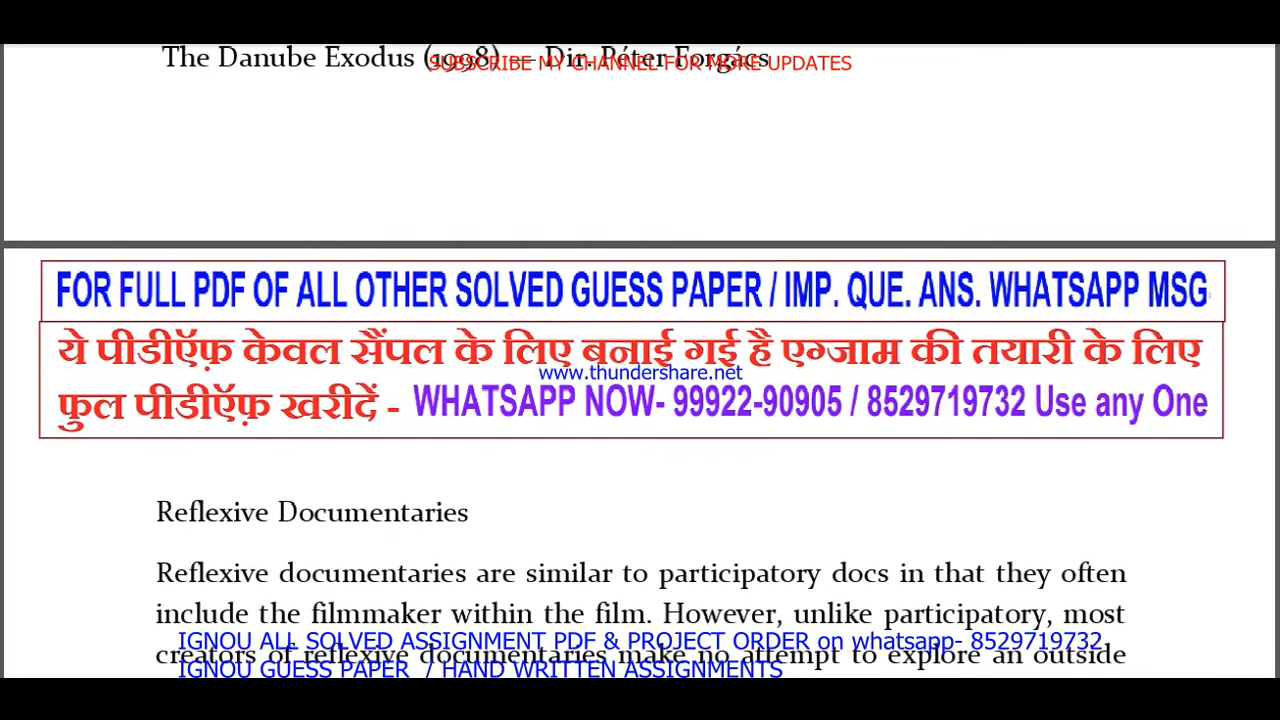 The Danube Exodus (1998) — Dir. Péter Forgács
SUBSCRIBE MY CHANNEL FOR MORE UPDATES
FOR FULL PDF OF ALL OTHER SOLVED GUESS PAPER / IMP. QUE. ANS. WHATSAPP MSG
ये पीडीऍफ़ केवल सैंपल के लिए बनाई गई है एग्जाम की तयारी के लिए
www.thundershare.net
फुल पीडीऍफ़ खरीदें - WHATSAPP NOW- 99922-90905 / 8529719732 Use any One
Reflexive Documentaries
Reflexive documentaries are similar to participatory docs in that they often
include the filmmaker within the film. However, unlike participatory, most
IGNOU ALL SOLVED ASSIGNMENT PDF & PROJECT ORDER on whatsapp- 8529719732
creators of reflexive documentaries make no attempt to explore an outside
IGNOU GUESS PAPER / HAND WRITTEN ASSIGNMENTS